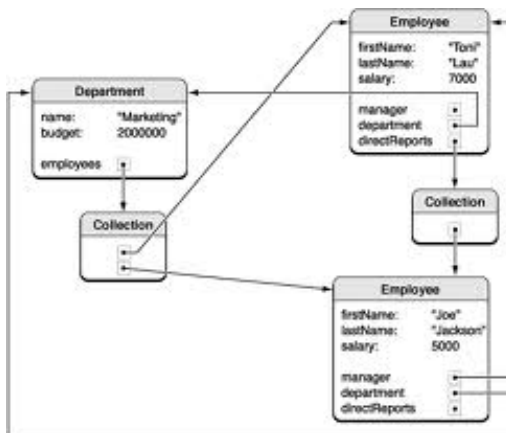 Employee
firstName: "Toni"
lastName: "Lau"
salary: 7000
manager
department
directReports
Department
name: "Marketing"
budget: 2000000
employees
Collection
Collection
Employee
firstName: "Joe"
lastName: "Jackson"
salary: 5000
manager
department
directReports